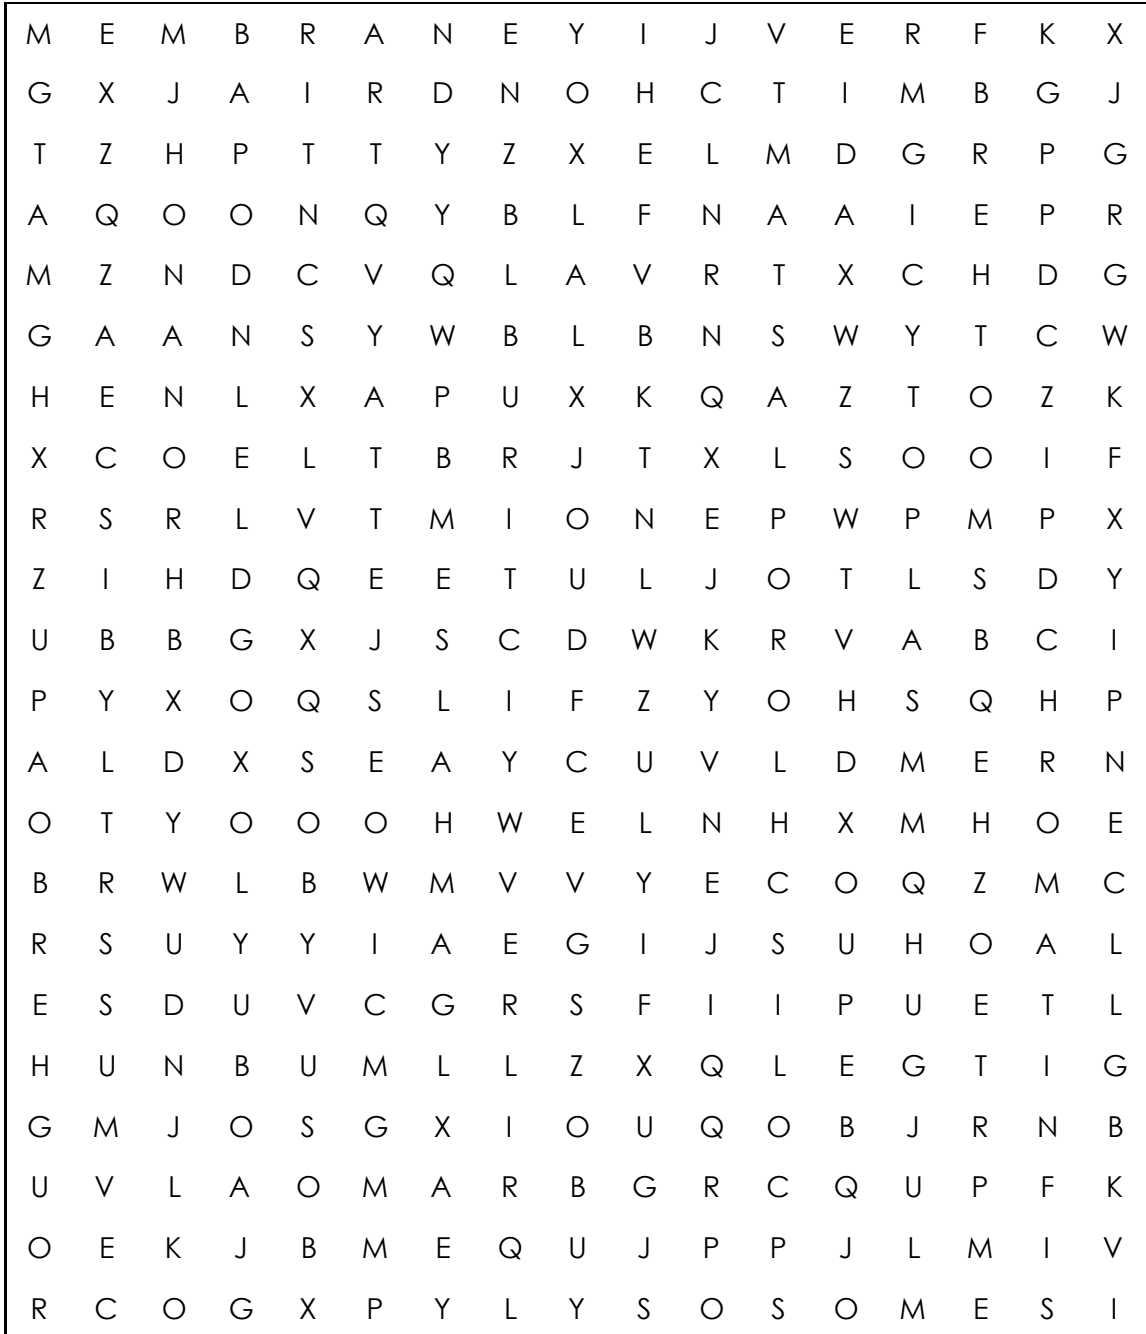 M E M B R A N E Y I J V E R F K X
G X J A I R D N O H C T I M B G J
T Z H P T T Y Z X E L M D G R P G
A Q O O N Q Y B L F N A A I E P R
M Z N D C V Q L A V R T X C H D G
G A A N S Y W B L B N S W Y T C W
H E N L X A P U X K Q A Z T O Z K
X C O E L T B R J T X L S O O I F
R S R L V T M I O N E P W P M P X
Z I H D Q E E T U L J O T L S D Y
U B B G X J S C D W K R V A B C I
P Y X O Q S L I F Z Y O H S Q H P
A L D X S E A Y C U V L D M E R N
O T Y O O O H W E L N H X M H O E
B R W L B W M V V Y E C O Q Z M C
R S U Y Y I A E G I J S U H O A L
E S D U V C G R S F I I P U E T L
H U N B U M L L Z X Q L E G T I G
G M J O S G X I O U Q O B J R N B
U V L A O M A R B G R C Q U P F K
O E K J B M E Q U J P P J L M I V
R C O G X P Y L Y S O S O M E S I